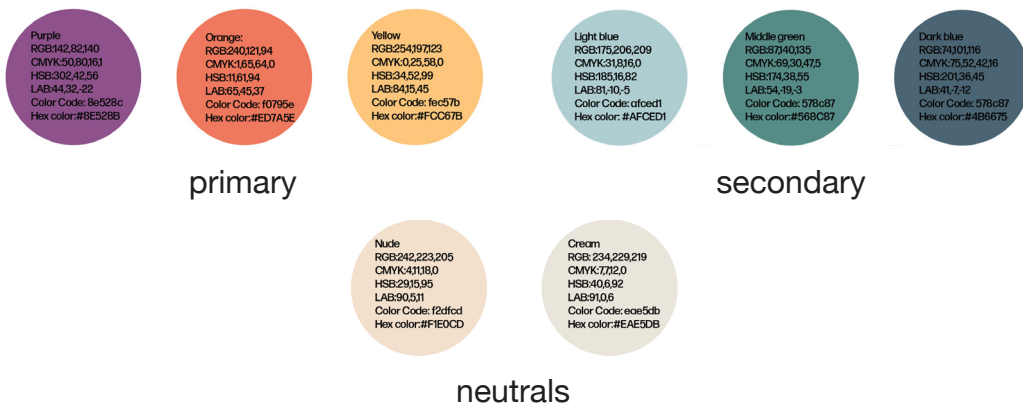 Purple
RGB:142,82,140
CMYK:50,80,16,1
HSB:302,42,56
LAB:44,32,-22
Color Code: 8e528c
Hex color:#8E528B
Orange:
RGB:240,121,94
CMYK:1,65,64,0
HSB:11,61,94
LAB:65,45,37
Color Code: f0795e
Hex color:#ED7A5E
Yellow
RGB:254,197,123
CMYK:0,25,58,0
HSB:34,52,99
LAB:84,15,45
Color Code: fec57b
Hex color:#FCC67B
primary
Light blue
RGB:175,206,209
CMYK:31,8,16,0
HSB:185,16,82
LAB:81,-10,-5
Color Code: afced1
Hex color: #AFCED1
Middle green
RGB:87,140,135
CMYK:69,30,47,5
HSB:174,38,55
LAB:54,-19,-3
Color Code: 578c87
Hex color:#568C87
Dark blue
RGB:74,101,116
CMYK:75,52,42,16
HSB:201,36,45
LAB:41,-7,-12
Color Code: 578c87
Hex color: #4B6675
secondary
Nude
RGB:242,223,205
CMYK:4,11,18,0
HSB:29,15,95
LAB:90,5,11
Color Code: f2dfcd
Hex color:#F1E0CD
Cream
RGB: 234,229,219
CMYK:7,7,12,0
HSB:40,6,92
LAB:91,0,6
Color Code: eae5db
Hex color:#EAE5DB
neutrals